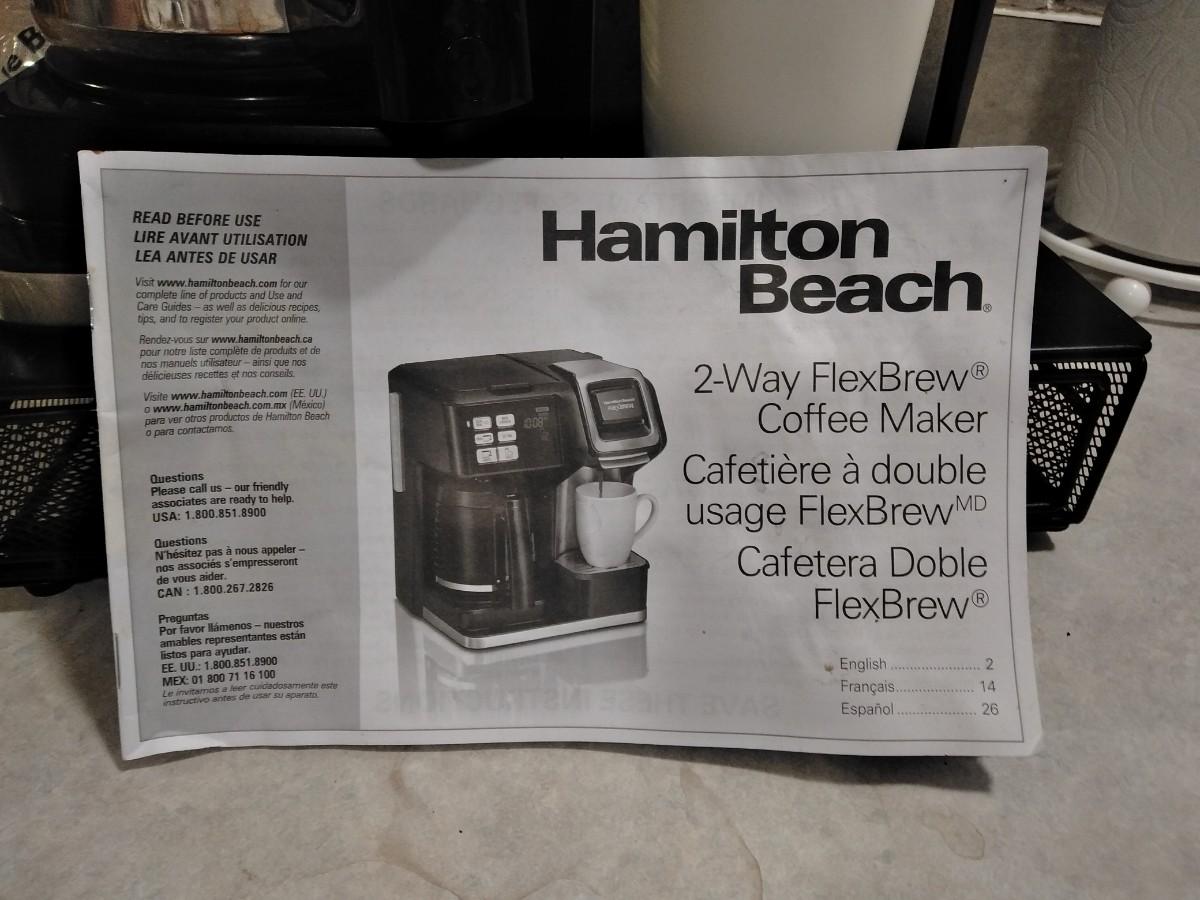 READ BEFORE USE
LIRE AVANT UTILISATION
LEA ANTES DE USAR
Visit www.hamiltonbeach.com for our
complete line of products and Use and
Care Guides – as well as delicious recipes,
tips, and to register your product online.
Rendez-vous sur www.hamiltonbeach.ca
pour notre liste complète de produits et de
nos manuels utilisateur – ainsi que nos
délicieuses recettes et nos conseils.
Visite www.hamiltonbeach.com (EE. UU.)
o www.hamiltonbeach.com.mx (México)
para ver otros productos de Hamilton Beach
o para contactarnos.
Questions
Please call us – our friendly
associates are ready to help.
USA: 1.800.851.8900
Questions
N'hésitez pas à nous appeler –
nos associés s'empresseront
de vous aider.
CAN : 1.800.267.2826
Preguntas
Por favor llámenos – nuestros
amables representantes están
listos para ayudar.
EE. UU.: 1.800.851.8900
MEX: 01 800 71 16 100
Le invitamos a leer cuidadosamente este
instructivo antes de usar su aparato.
Hamilton
Beach®
2-Way FlexBrew®
Coffee Maker
Cafetière à double
usage FlexBrewMD
Cafetera Doble
FlexBrew®
English ...................... 2
Français................... 14
Español .................... 26
10:08
SAVE THESE INSTRUCTIONS